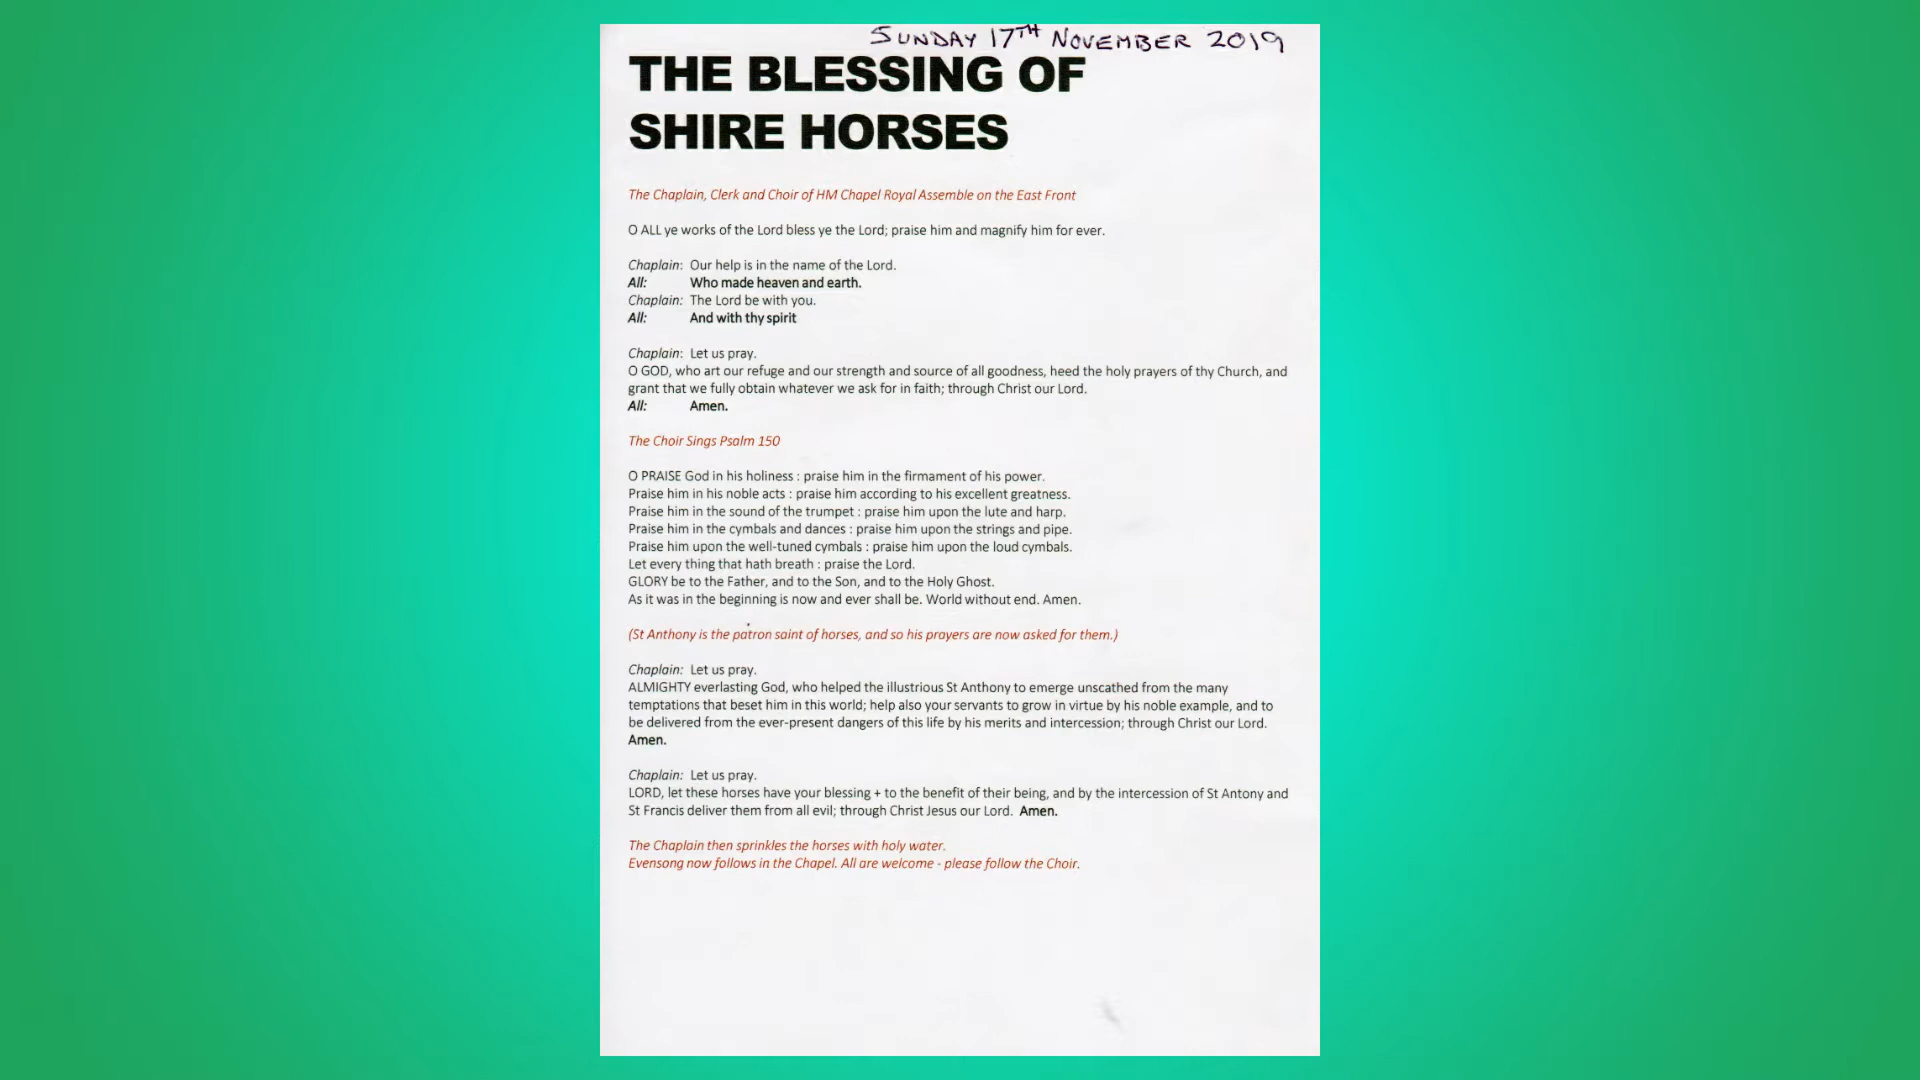 SUNDAY 17TH NOVEMBER 2019
THE BLESSING OF
SHIRE HORSES
The Chaplain, Clerk and Choir of HM Chapel Royal Assemble on the East Front
O ALL ye works of the Lord bless ye the Lord; praise him and magnify him for ever.
Chaplain: Our help is in the name of the Lord.
All: Who made heaven and earth.
Chaplain: The Lord be with you.
All: And with thy spirit
Chaplain: Let us pray.
O GOD, who art our refuge and our strength and source of all goodness, heed the holy prayers of thy Church, and
grant that we fully obtain whatever we ask for in faith; through Christ our Lord.
All: Amen.
The Choir Sings Psalm 150
O PRAISE God in his holiness : praise him in the firmament of his power.
Praise him in his noble acts : praise him according to his excellent greatness.
Praise him in the sound of the trumpet : praise him upon the lute and harp.
Praise him in the cymbals and dances : praise him upon the strings and pipe.
Praise him upon the well-tuned cymbals : praise him upon the loud cymbals.
Let every thing that hath breath : praise the Lord.
GLORY be to the Father, and to the Son, and to the Holy Ghost.
As it was in the beginning is now and ever shall be. World without end. Amen.
(St Anthony is the patron saint of horses, and so his prayers are now asked for them.)
Chaplain: Let us pray.
ALMIGHTY everlasting God, who helped the illustrious St Anthony to emerge unscathed from the many
temptations that beset him in this world; help also your servants to grow in virtue by his noble example, and to
be delivered from the ever-present dangers of this life by his merits and intercession; through Christ our Lord.
Amen.
Chaplain: Let us pray.
LORD, let these horses have your blessing + to the benefit of their being, and by the intercession of St Antony and
St Francis deliver them from all evil; through Christ Jesus our Lord. Amen.
The Chaplain then sprinkles the horses with holy water.
Evensong now follows in the Chapel. All are welcome - please follow the Choir.